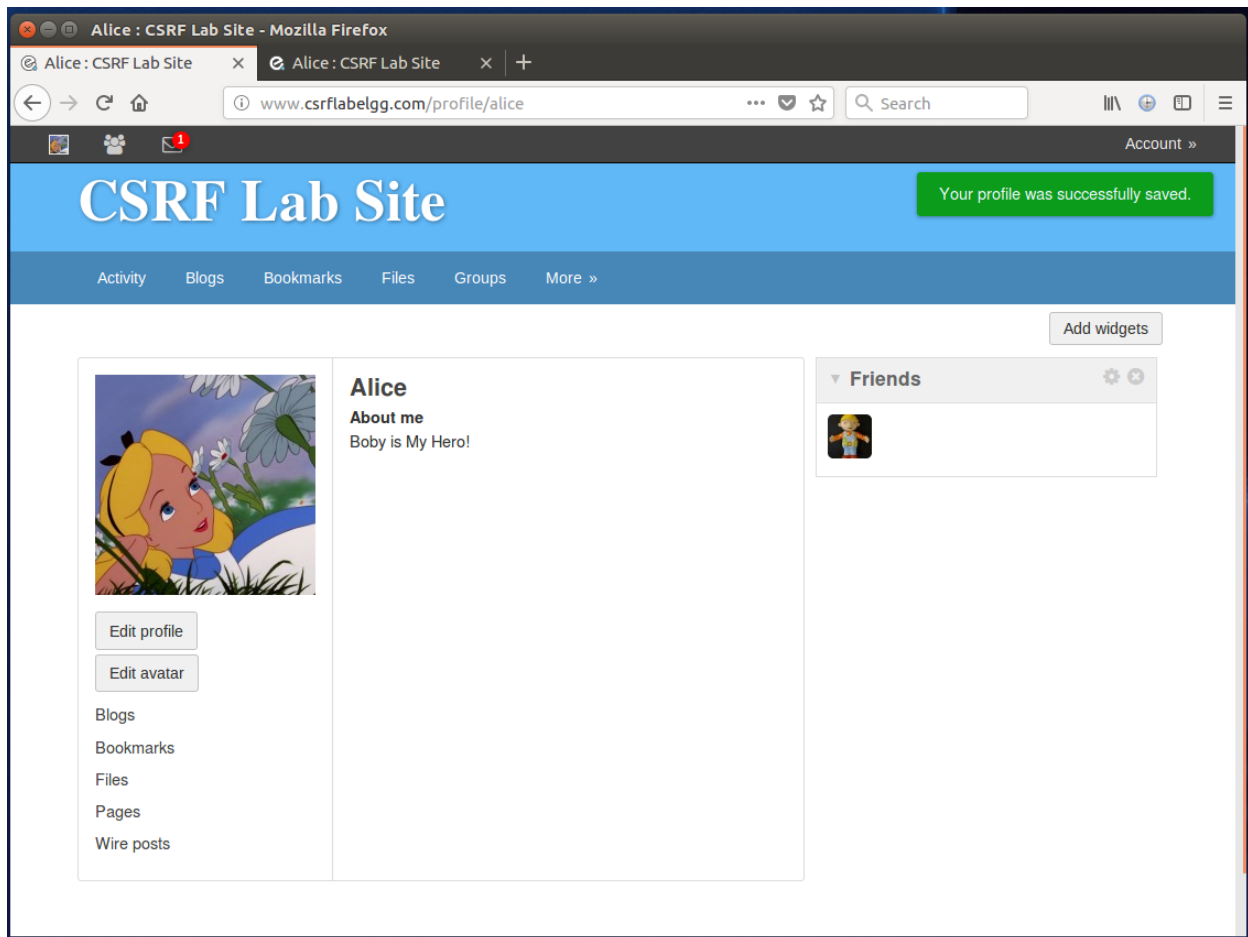 Alice : CSRF Lab Site - Mozilla Firefox
Alice : CSRF Lab Site
Alice : CSRF Lab Site
www.csrflabelgg.com/profile/alice
Search
1
Account »
CSRF Lab Site
Your profile was successfully saved.
Activity Blogs Bookmarks Files Groups More »
Add widgets
Alice
About me
Boby is My Hero!
Friends
Edit profile
Edit avatar
Blogs
Bookmarks
Files
Pages
Wire posts